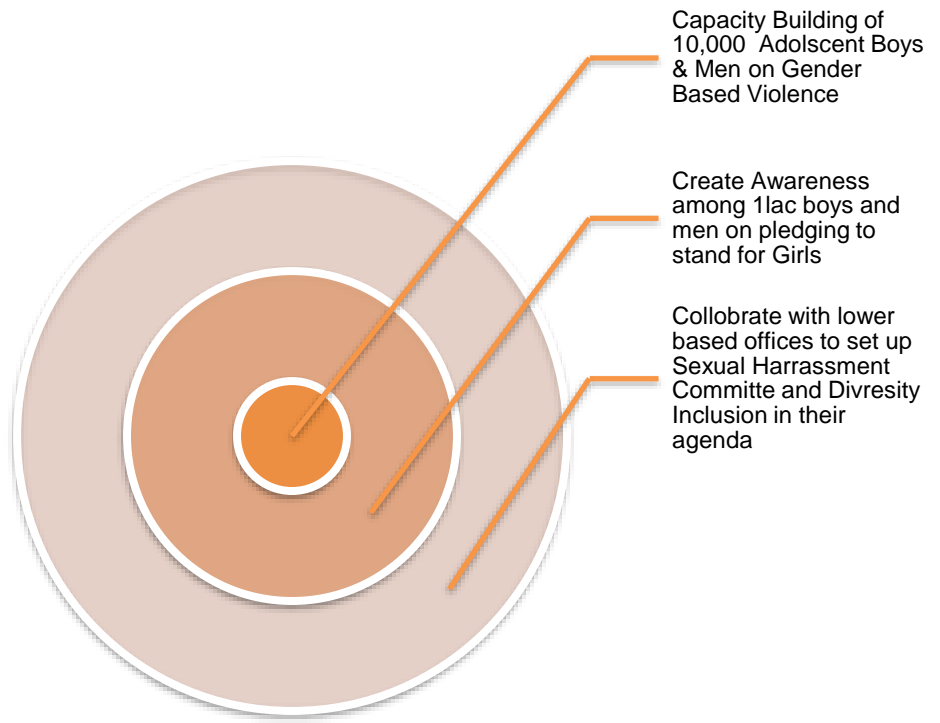 Capacity Building of
10,000 Adolscent Boys
& Men on Gender
Based Violence
Create Awareness
among 1lac boys and
men on pledging to
stand for Girls
Collobrate with lower
based offices to set up
Sexual Harrassment
Committe and Divresity
Inclusion in their
agenda